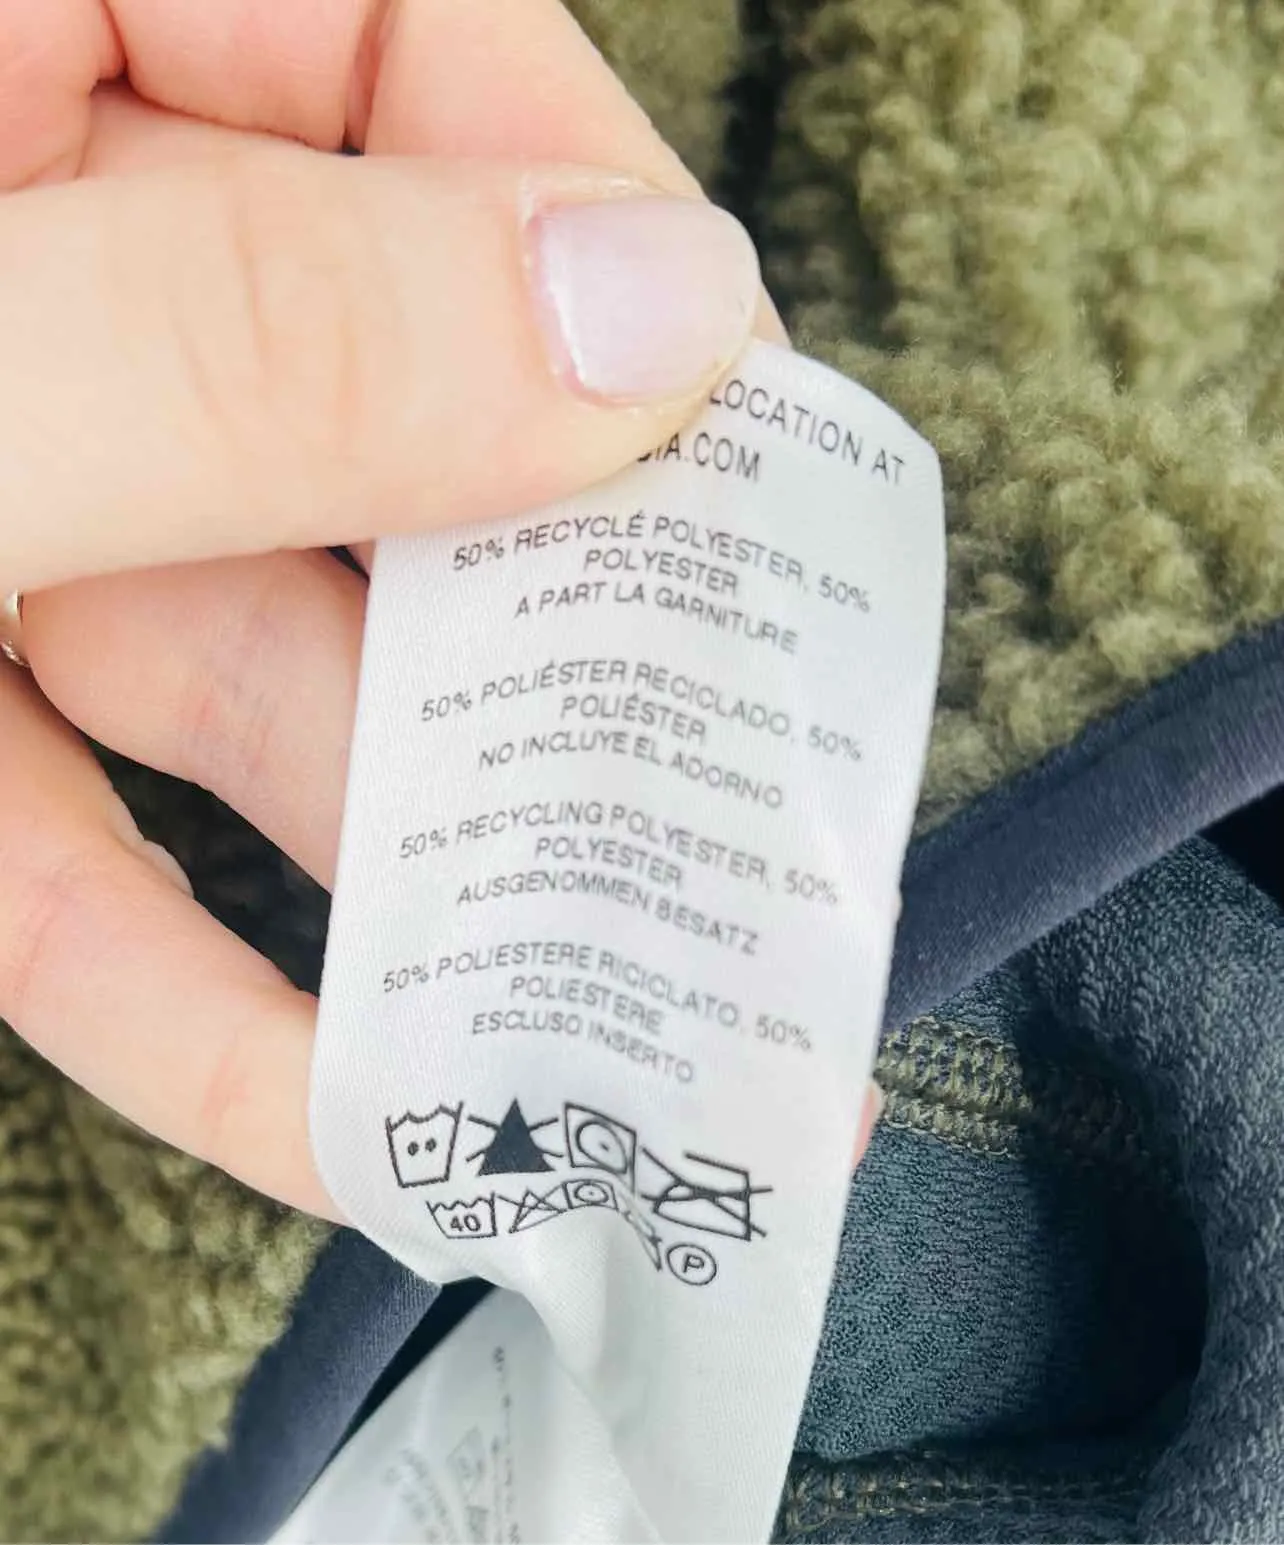 LOCATION AT
.COM
50% RECYCLÉ POLYESTER, 50%
POLYESTER
A PART LA GARNITURE
50% POLIÉSTER RECICLADO, 50%
POLIÉSTER
NO INCLUYE EL ADORNO
50% RECYCLING POLYESTER, 50%
POLYESTER
AUSGENOMMEN BESATZ
50% POLIESTERE RICICLATO, 50%
POLIESTERE
ESCLUSO INSERTO
40
P